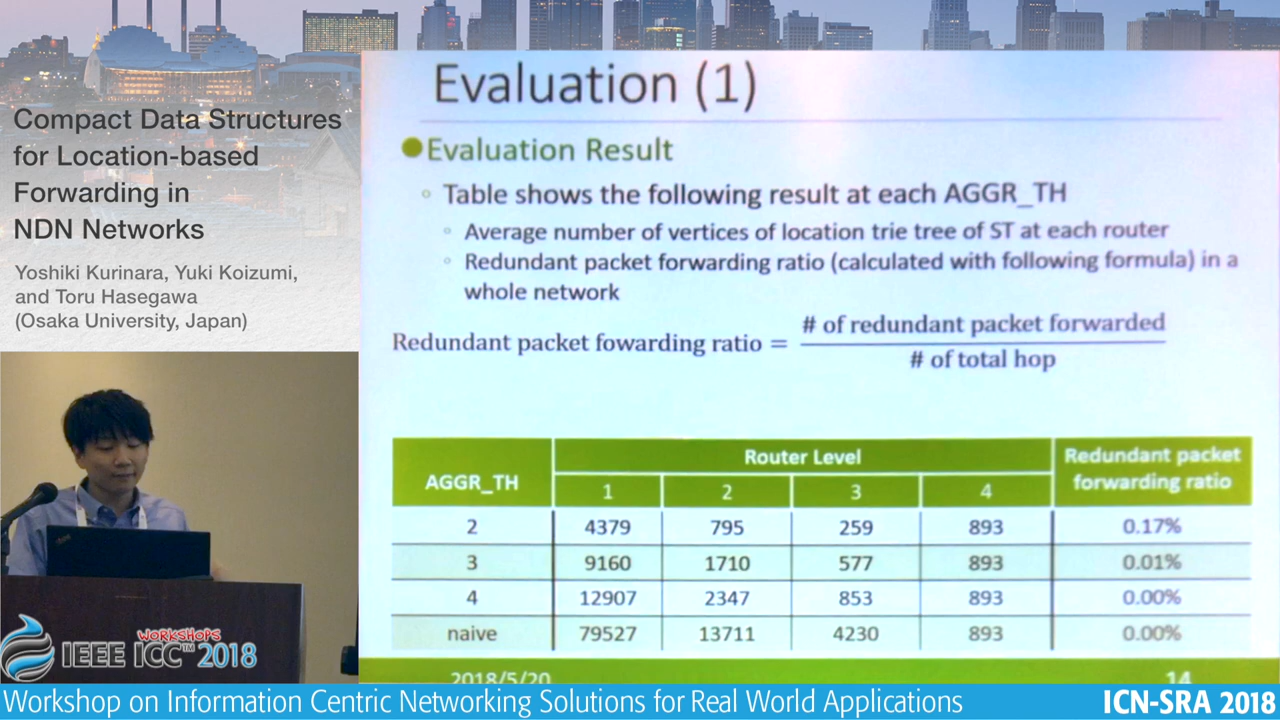 Compact Data Structures
for Location-based
Forwarding in
NDN Networks
Yoshiki Kurinara, Yuki Koizumi,
and Toru Hasegawa
(Osaka University, Japan)
Evaluation (1)
Evaluation Result
Table shows the following result at each AGGR_TH
Average number of vertices of location trie tree of ST at each router
Redundant packet forwarding ratio (calculated with following formula) in a
whole network
Redundant packet fowarding ratio = # of redundant packet forwarded
# of total hop
AGGR_TH Router Level Redundant packet
forwarding ratio
1 2 3 4
2 4379 795 259 893 0.17%
3 9160 1710 577 893 0.01%
4 12907 2347 853 893 0.00%
naive 79527 13711 4230 893 0.00%
2018/5/20 14
WORKSHOPS
IEEE ICC™ 2018
Workshop on Information Centric Networking Solutions for Real World Applications ICN-SRA 2018